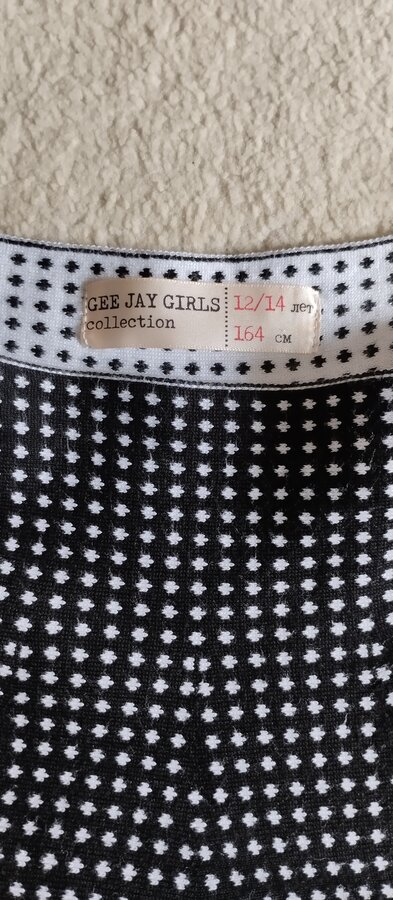 GEE JAY GIRLS 12/14 лет
collection 164 см